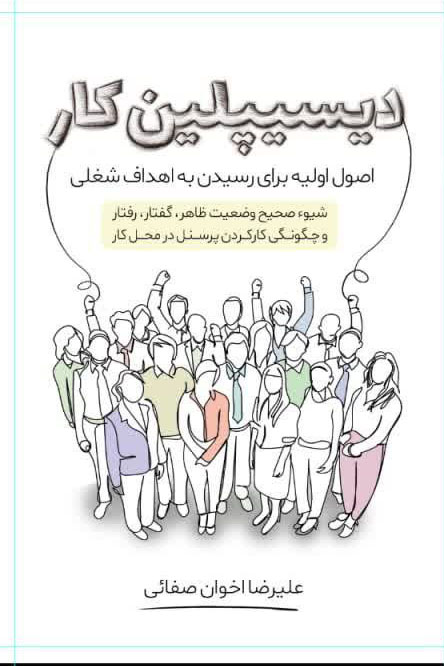 دیسیپلین کار
اصول اولیه برای رسیدن به اهداف شغلی
شیوء صحیح وضعیت ظاهر، گفتار، رفتار
و چگونگی کارکردن پرسنل در محل کار
علیرضا اخوان صفائی